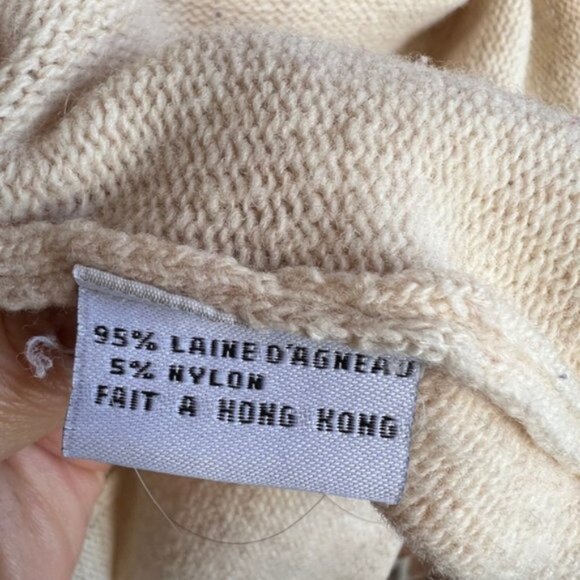 95% LAINE D'AGNEAU
5% NYLON
FAIT A HONG KONG